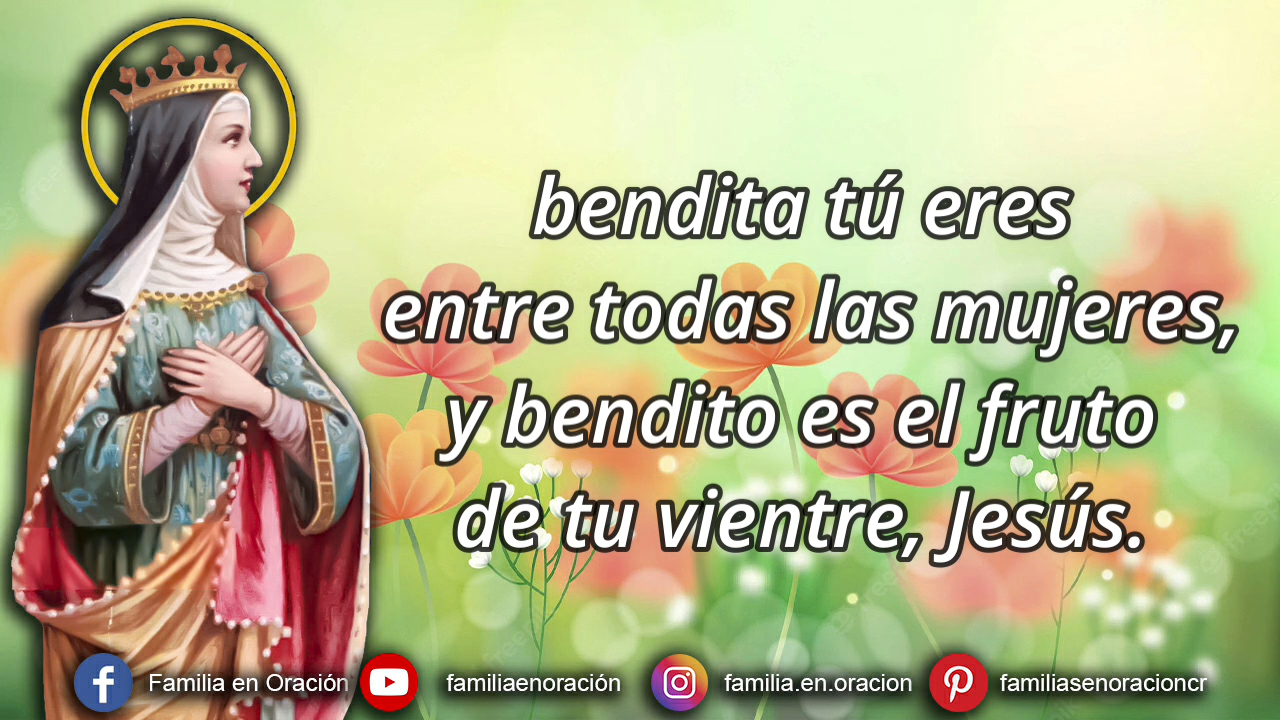 bendita tú eres
entre todas las mujeres,
y bendito es el fruto
de tu vientre, Jesús.
Familia en Oración
familiaenoración
familia.en.oracion
familiasenoracioncr